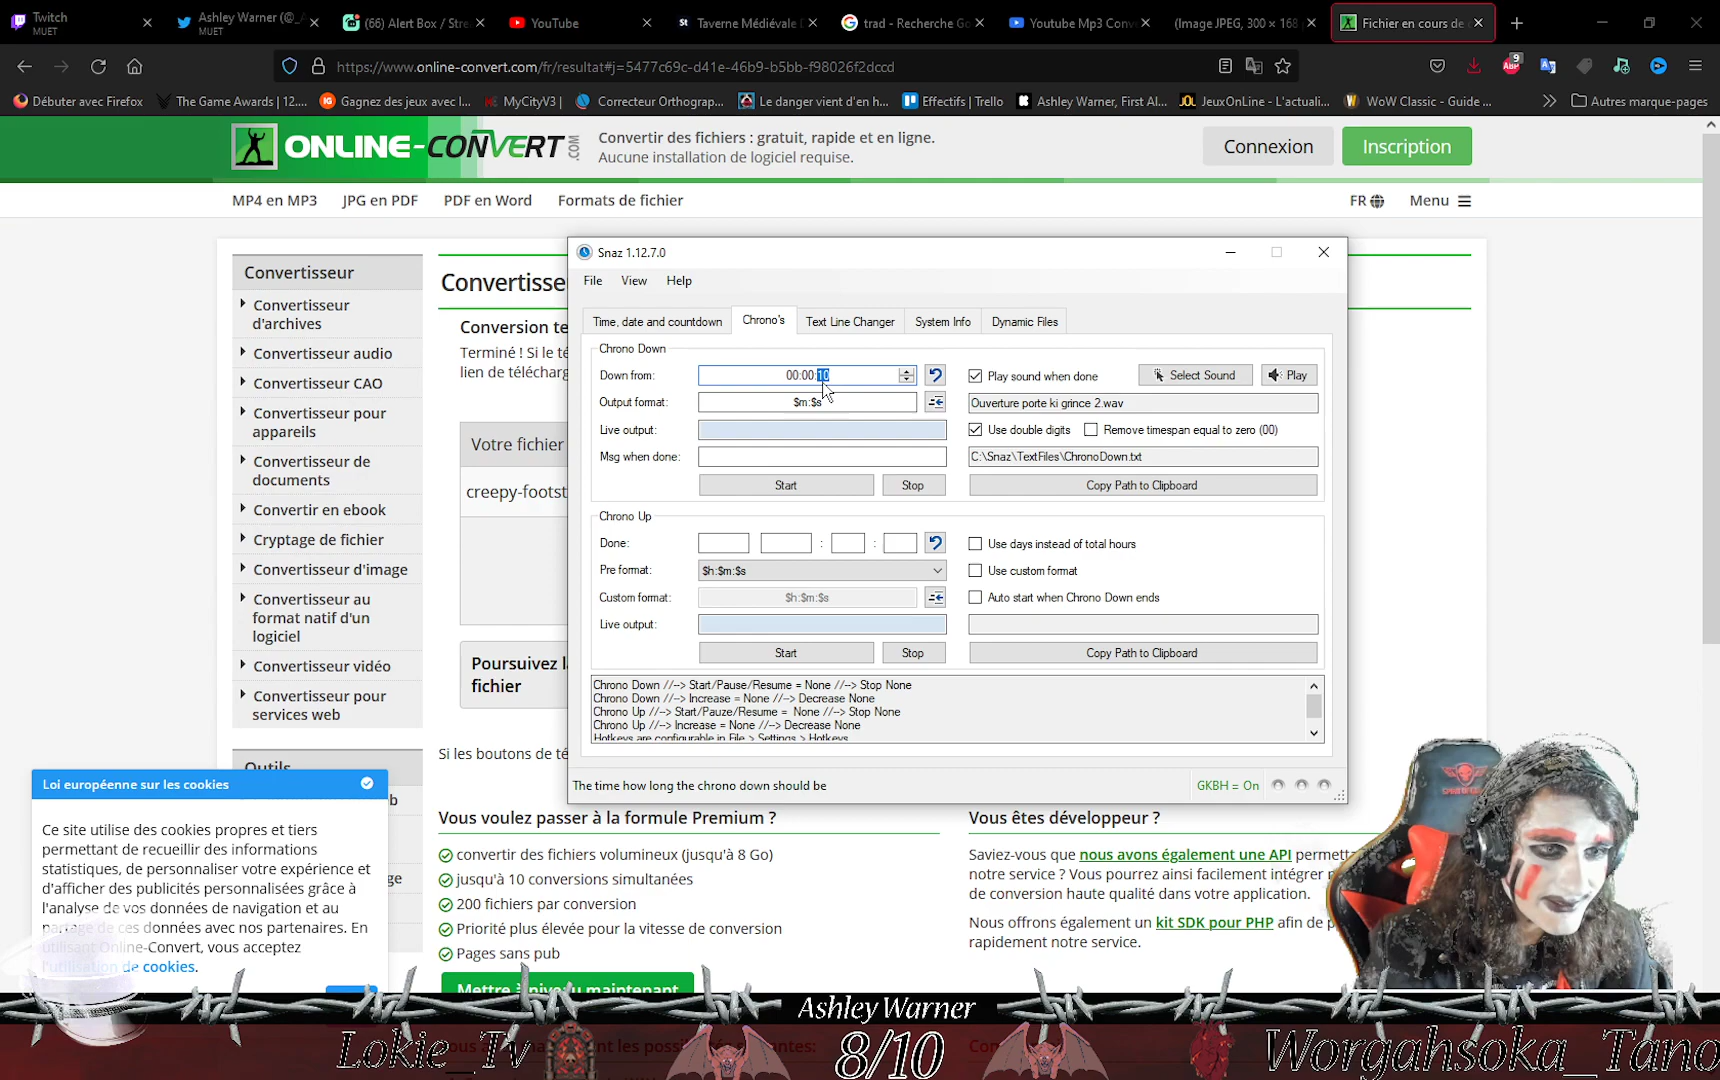 Twitch
MUET
Ashley Warner (@_
MUET
(66) Alert Box / Stre
YouTube
Taverne Médiévale
trad - Recherche Go
Youtube Mp3 Conv
(Image JPEG, 300 × 168
Fichier en cours de
https://www.online-convert.com/fr/resultat#j=5477c69c-d41e-46b9-b5bb-f98026f2dccd
9
ABP
Débuter avec Firefox
The Game Awards | 12....
Gagnez des jeux avec l...
MyCityV3 |
Correcteur Orthograp...
Le danger vient d'en h...
Effectifs | Trello
Ashley Warner, First Al...
JOL
JeuxOnLine - L'actuali...
WoW Classic - Guide ...
Autres marque-pages
ONLINE-CONVERT.COM
Convertir des fichiers : gratuit, rapide et en ligne.
Aucune installation de logiciel requise.
Connexion
Inscription
MP4 en MP3
JPG en PDF
PDF en Word
Formats de fichier
FR
Menu
Convertisseur
Convertisseur
d'archives
Convertisseur audio
Convertisseur CAO
Convertisseur pour
appareils
Convertisseur de
documents
Convertir en ebook
Cryptage de fichier
Convertisseur d'image
Convertisseur au
format natif d'un
logiciel
Convertisseur vidéo
Convertisseur pour
services web
Outils
Convertisse
Conversion te
Terminé ! Si le té
lien de télécharg
Votre fichier
creepy-footst
Poursuivez l
fichier
Si les boutons de té
Snaz 1.12.7.0
File
View
Help
Time, date and countdown
Chrono's
Text Line Changer
System Info
Dynamic Files
Chrono Down
Down from:
00:00:10
Play sound when done
Select Sound
Play
Output format:
$m:$s
Ouverture porte ki grince 2.wav
Live output:
Use double digits
Remove timespan equal to zero (00)
Msg when done:
C:\Snaz\TextFiles\ChronoDown.txt
Start
Stop
Copy Path to Clipboard
Chrono Up
Done:
:
:
Use days instead of total hours
Pre format:
$h:$m:$s
Use custom format
Custom format:
$h:$m:$s
Auto start when Chrono Down ends
Live output:
Start
Stop
Copy Path to Clipboard
Chrono Down //--> Start/Pause/Resume = None //--> Stop None
Chrono Down //--> Increase = None //--> Decrease None
Chrono Up //--> Start/Pauze/Resume = None //--> Stop None
Chrono Up //--> Increase = None //--> Decrease None
Hotkeys are configurable in File > Settings > Hotkeys
The time how long the chrono down should be
GKBH = On
Loi européenne sur les cookies
Ce site utilise des cookies propres et tiers
permettant de recueillir des informations
statistiques, de personnaliser votre expérience et
d'afficher des publicités personnalisées grâce à
l'analyse de vos données de navigation et au
partage de ces données avec nos partenaires. En
utilisant Online-Convert, vous acceptez
l'utilisation de cookies.
b
ge
Vous voulez passer à la formule Premium ?
convertir des fichiers volumineux (jusqu'à 8 Go)
jusqu'à 10 conversions simultanées
200 fichiers par conversion
Priorité plus élevée pour la vitesse de conversion
Pages sans pub
Mettre à niveau maintenant
Vous êtes développeur ?
Saviez-vous que nous avons également une API permetta
notre service ? Vous pourrez ainsi facilement intégrer
de conversion haute qualité dans votre application.
Nous offrons également un kit SDK pour PHP afin de p
rapidement notre service.
Ashley Warner
Lokie_Tv
8/10
Worgahsoka_Tano